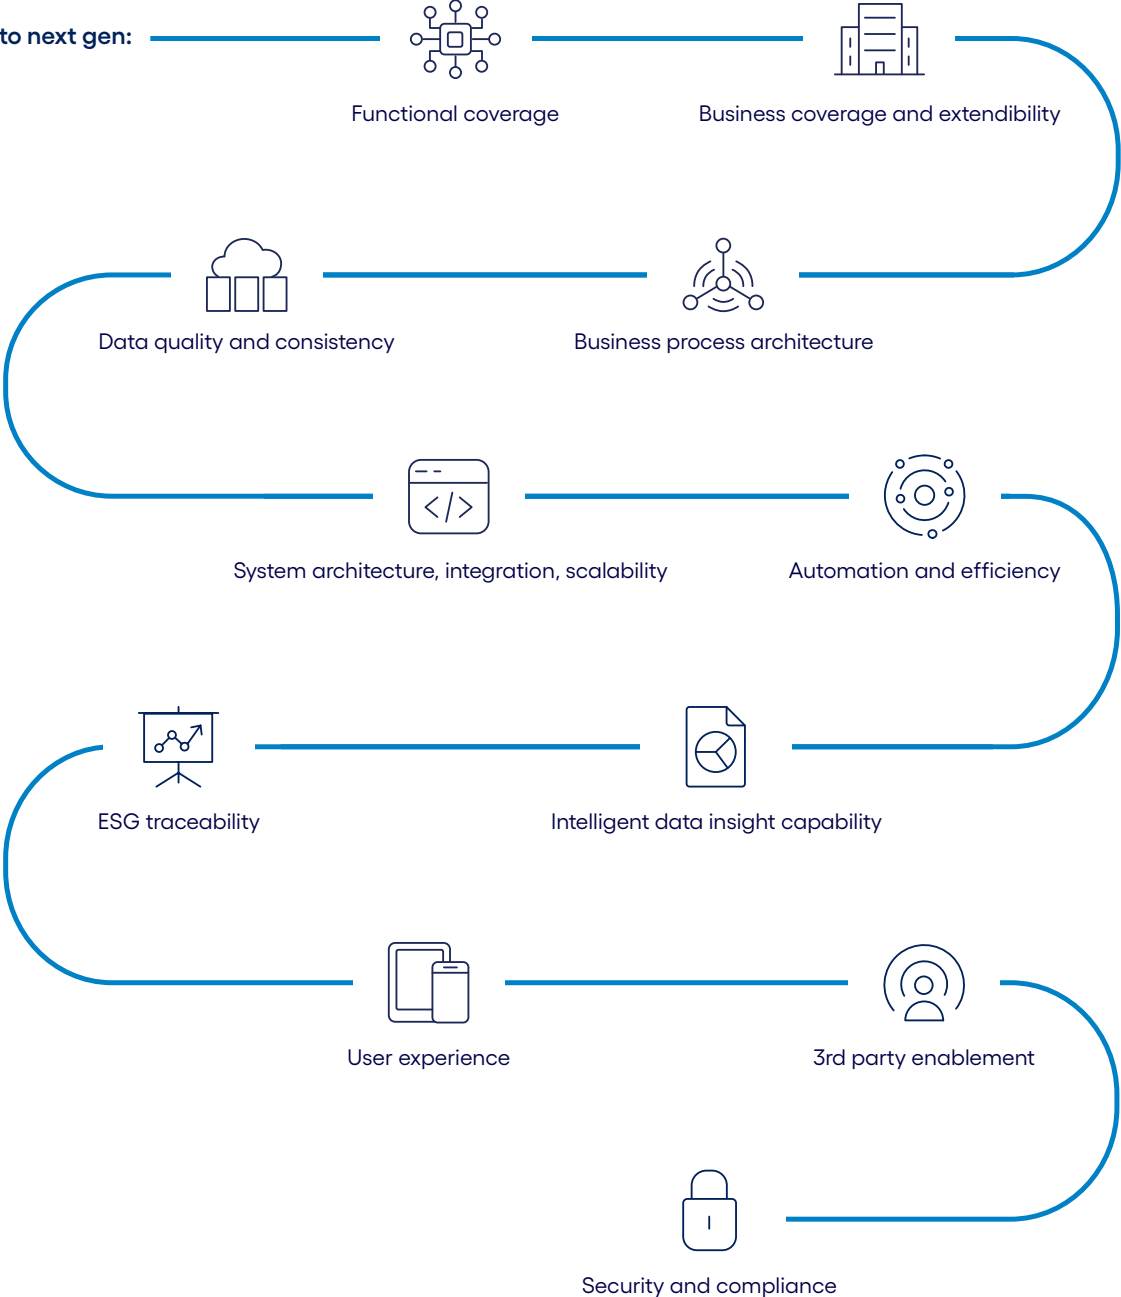 to next gen:
Functional coverage
Business coverage and extendibility
Data quality and consistency
Business process architecture
System architecture, integration, scalability
Automation and efficiency
ESG traceability
Intelligent data insight capability
User experience
3rd party enablement
Security and compliance